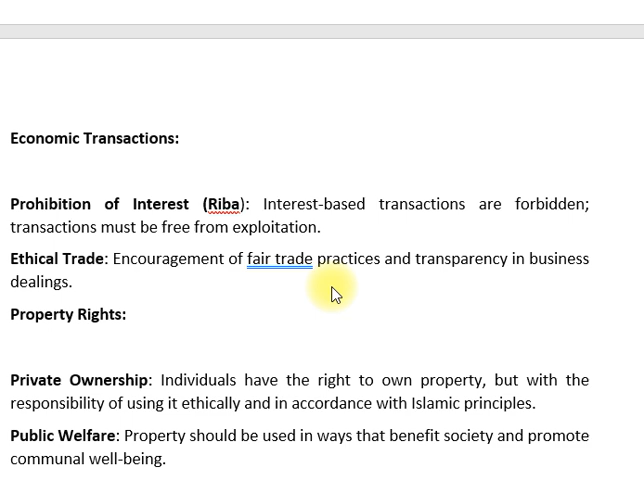 Economic Transactions:
Prohibition of Interest (Riba): Interest-based transactions are forbidden;
transactions must be free from exploitation.
Ethical Trade: Encouragement of fair trade practices and transparency in business
dealings.
Property Rights:
Private Ownership: Individuals have the right to own property, but with the
responsibility of using it ethically and in accordance with Islamic principles.
Public Welfare: Property should be used in ways that benefit society and promote
communal well-being.